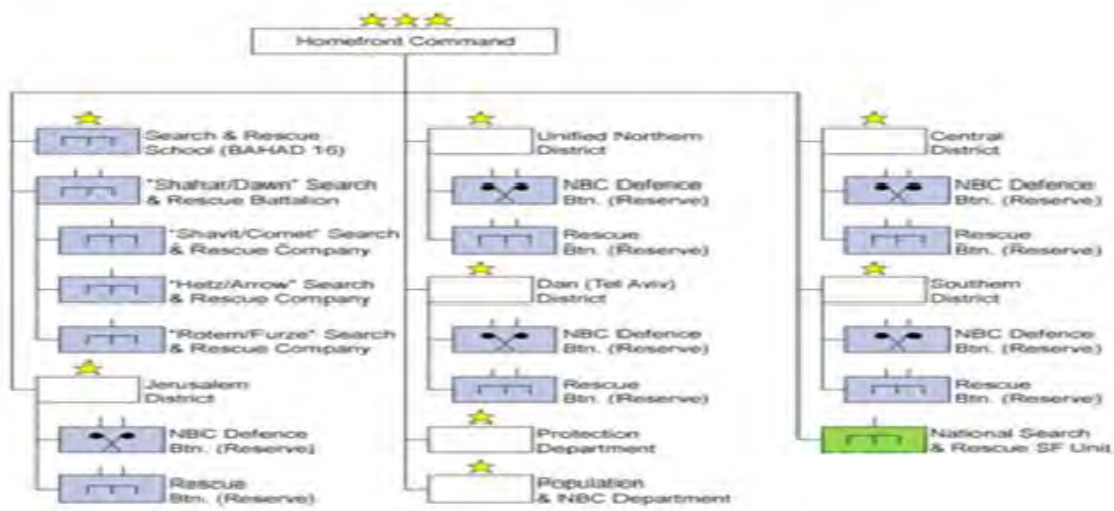 Homefront Command
Search & Rescue
School (BAHAD 16)
"Shahar/Dawn" Search
& Rescue Battalion
"Shavit/Comet" Search
& Rescue Company
"Hetz/Arrow" Search
& Rescue Company
"Rotem/Furze" Search
& Rescue Company
Jerusalem
District
NBC Defence
Btn. (Reserve)
Rescue
Btn. (Reserve)
Unified Northern
District
NBC Defence
Btn. (Reserve)
Rescue
Btn. (Reserve)
Dan (Tel Aviv)
District
NBC Defence
Btn. (Reserve)
Rescue
Btn. (Reserve)
Protection
Department
Population
& NBC Department
Central
District
NBC Defence
Btn. (Reserve)
Rescue
Btn. (Reserve)
Southern
District
NBC Defence
Btn. (Reserve)
Rescue
Btn. (Reserve)
National Search
& Rescue SF Unit